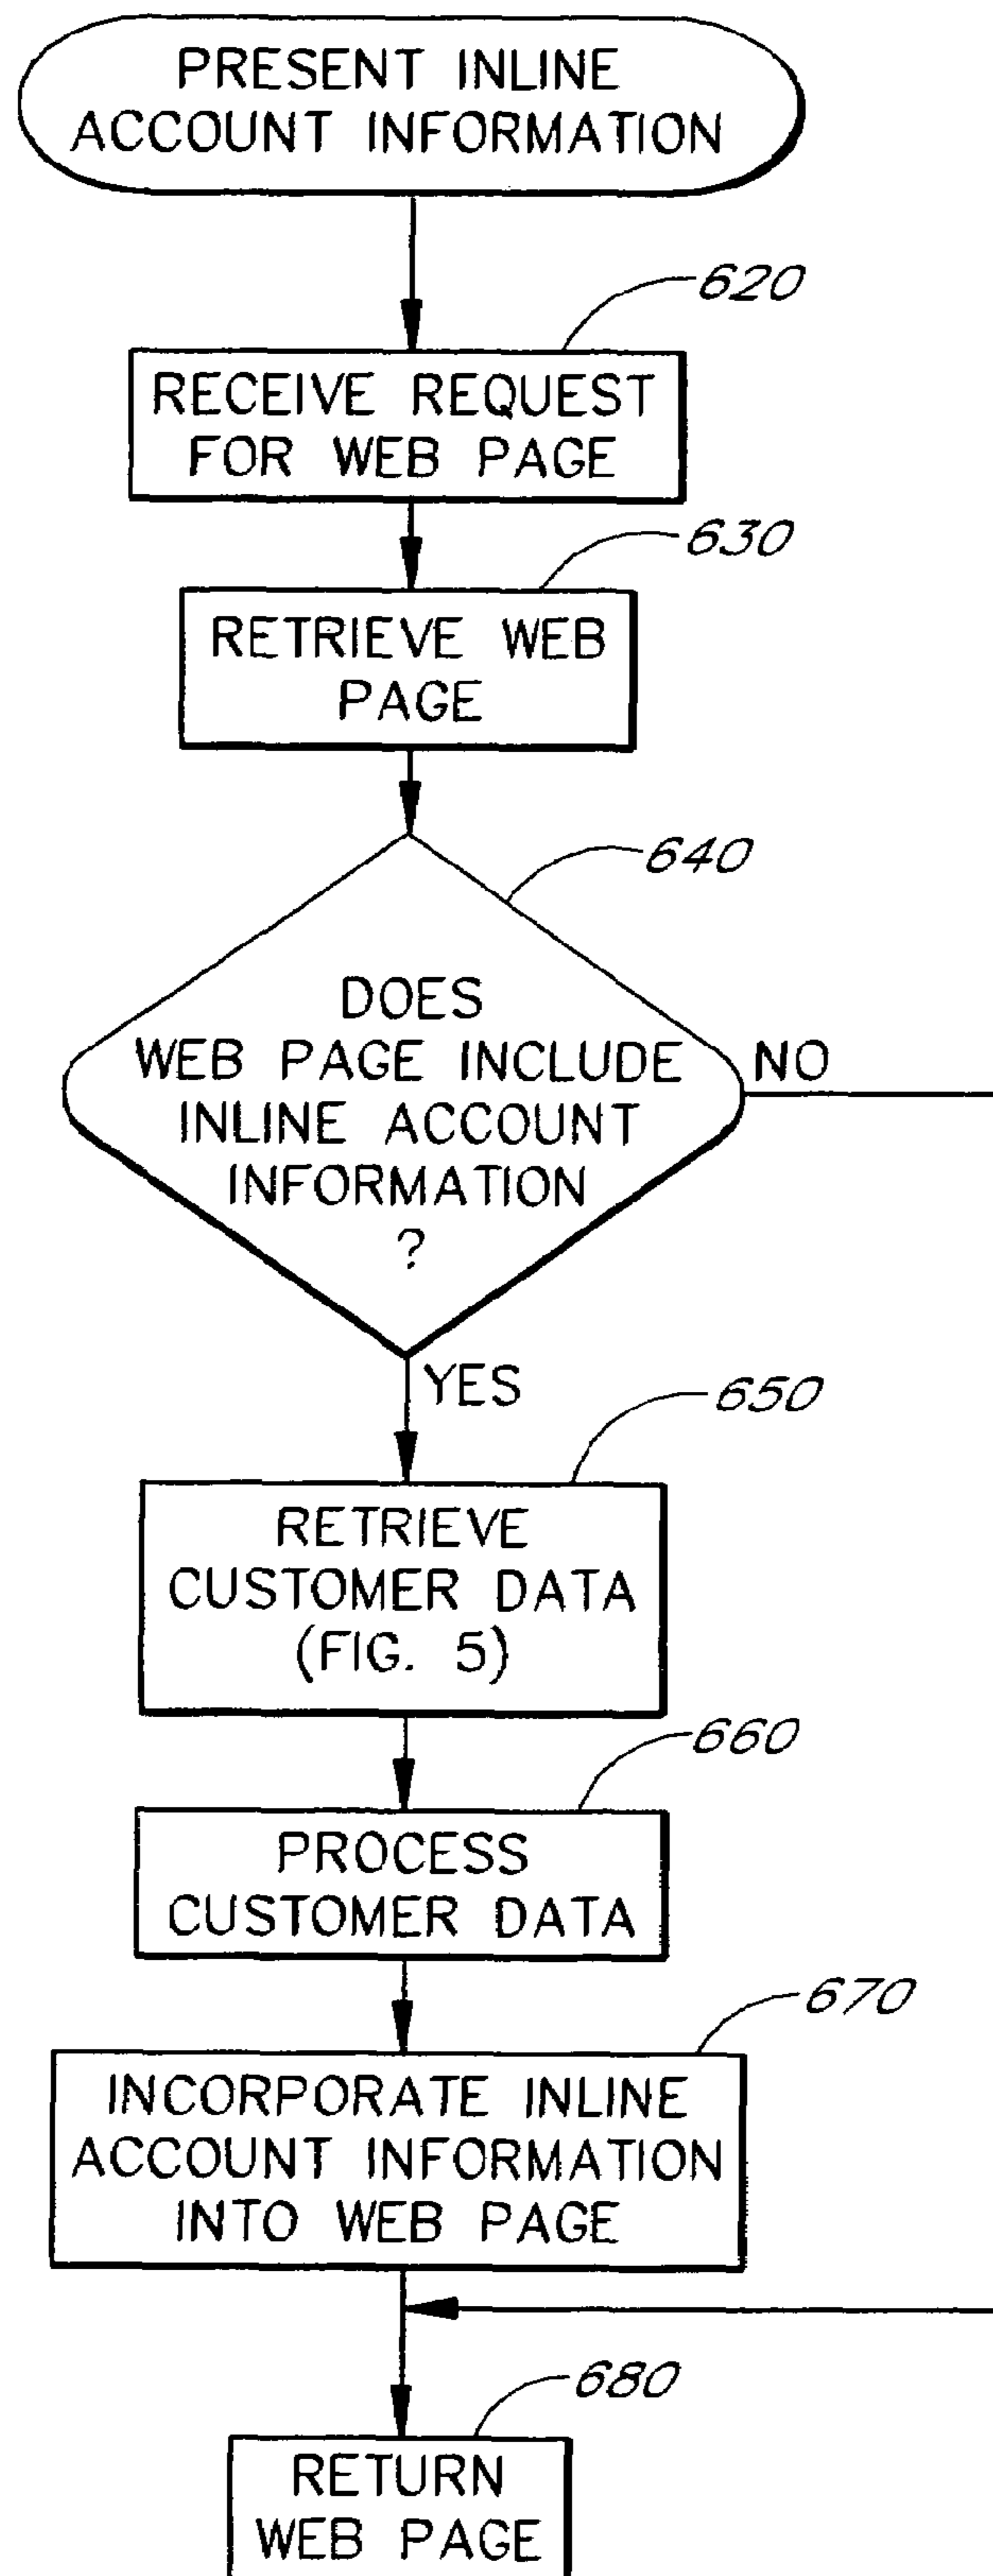 PRESENT INLINE
ACCOUNT INFORMATION
620
RECEIVE REQUEST
FOR WEB PAGE
630
RETRIEVE WEB
PAGE
640
DOES
WEB PAGE INCLUDE
INLINE ACCOUNT
INFORMATION
?
NO
YES
650
RETRIEVE
CUSTOMER DATA
(FIG. 5)
660
PROCESS
CUSTOMER DATA
670
INCORPORATE INLINE
ACCOUNT INFORMATION
INTO WEB PAGE
680
RETURN
WEB PAGE